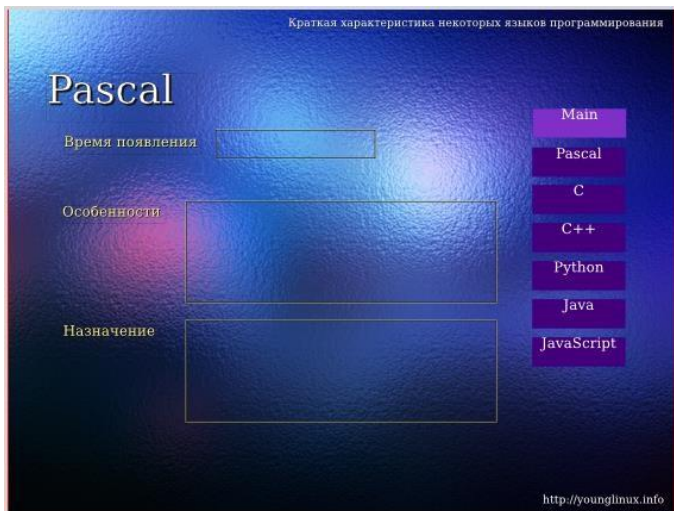 Краткая характеристика некоторых языков программирования
Pascal
Время появления
Особенности
Назначение
Main
Pascal
C
C++
Python
Java
JavaScript
http://younglinux.info